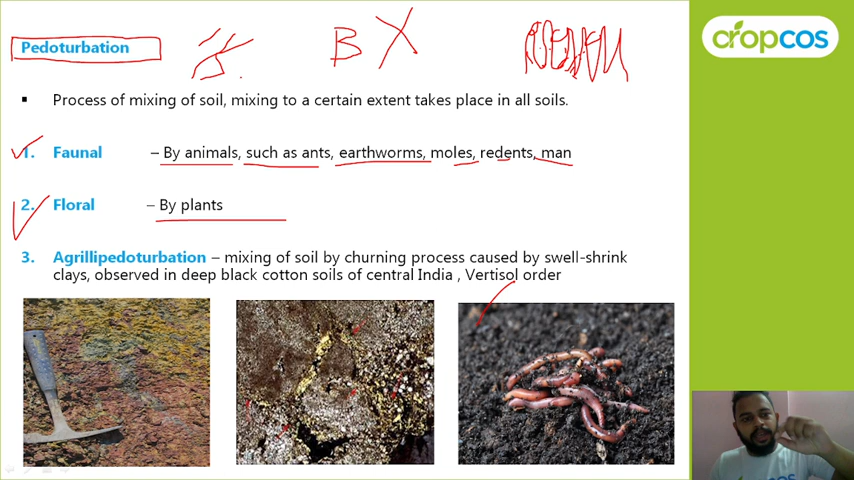 Pedoturbation
B X
cropcos
▪ Process of mixing of soil, mixing to a certain extent takes place in all soils.
1. Faunal – By animals, such as ants, earthworms, moles, redents, man
2. Floral – By plants
3. Agrillipedoturbation – mixing of soil by churning process caused by swell-shrink
clays, observed in deep black cotton soils of central India , Vertisol order